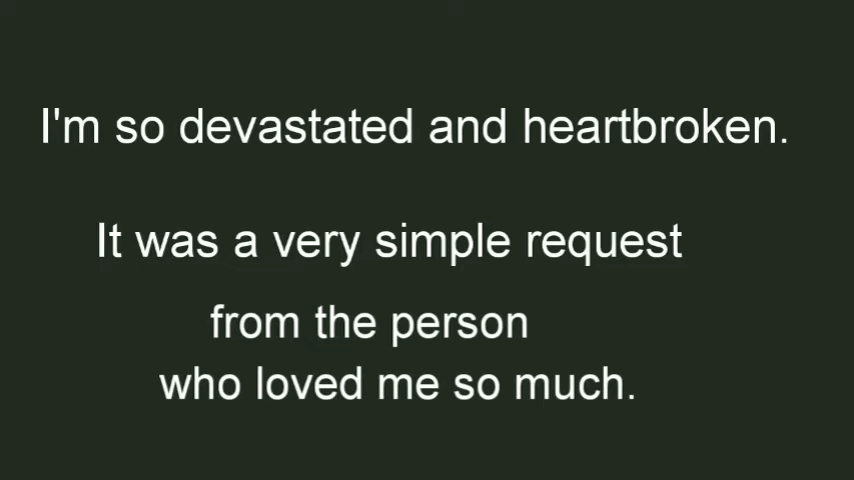 I'm so devastated and heartbroken.
It was a very simple request
from the person
who loved me so much.